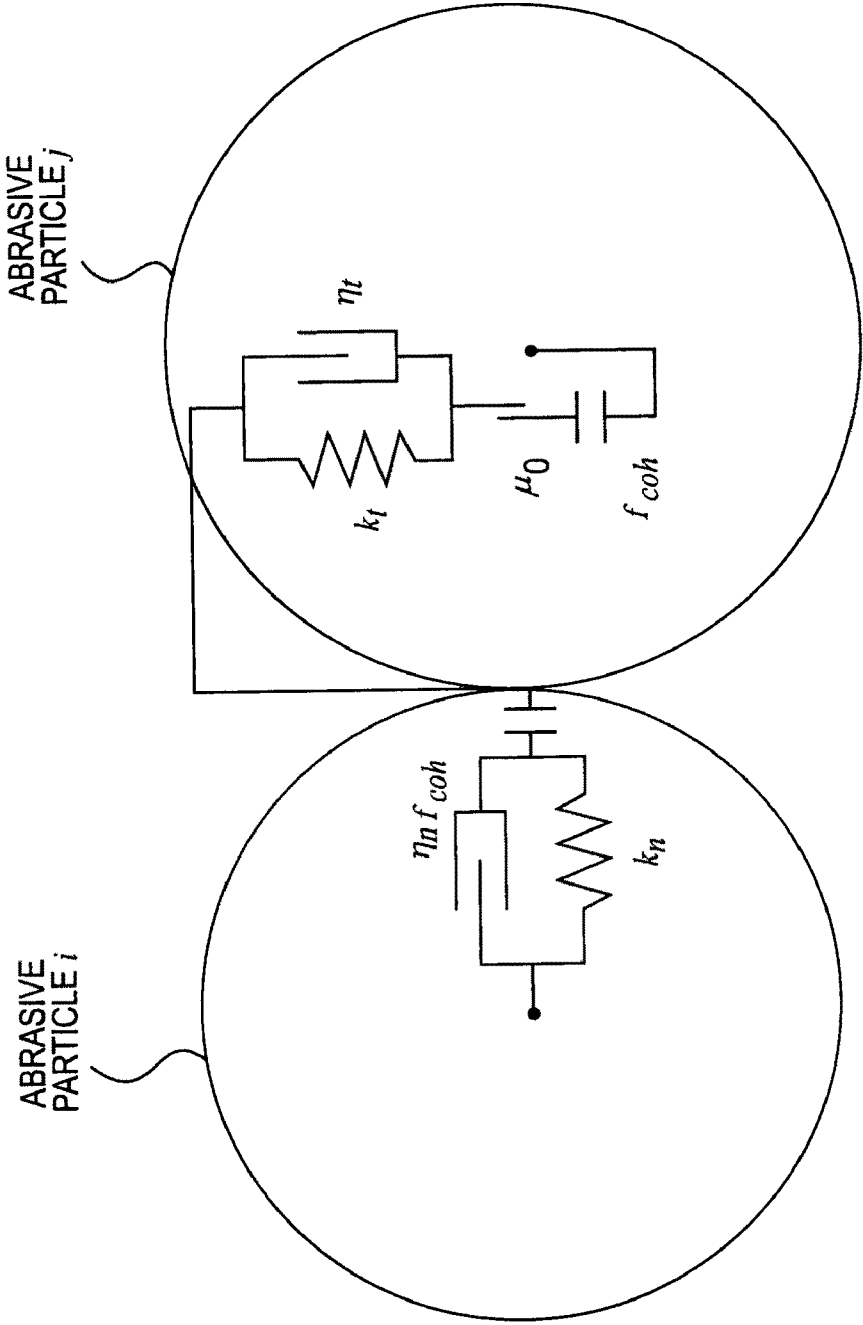 ABRASIVE
PARTICLE i
ABRASIVE
PARTICLE j
ηn fcoh
kn
ηt
kt
μ0
fcoh